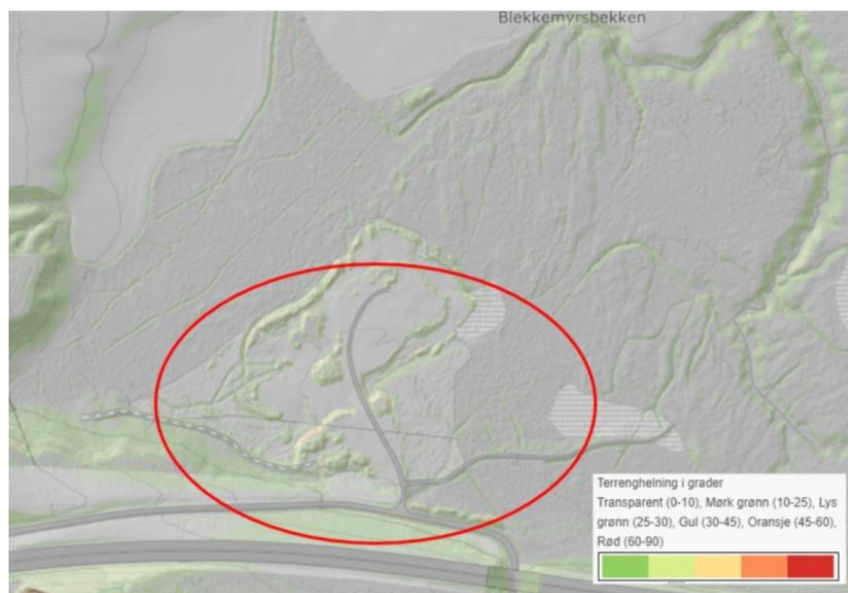 Blekkemyrsbekken
Terrenghelning i grader
Transparent (0-10), Mørk grønn (10-25), Lys
grønn (25-30), Gul (30-45), Oransje (45-60),
Rød (60-90)